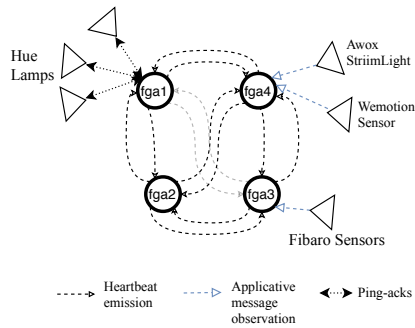 Hue
Lamps
Awox
StriimLight
fga1
fga4
Wemotion
Sensor
fga2
fga3
Fibaro Sensors
Heartbeat
emission
Applicative
message
observation
Ping-acks